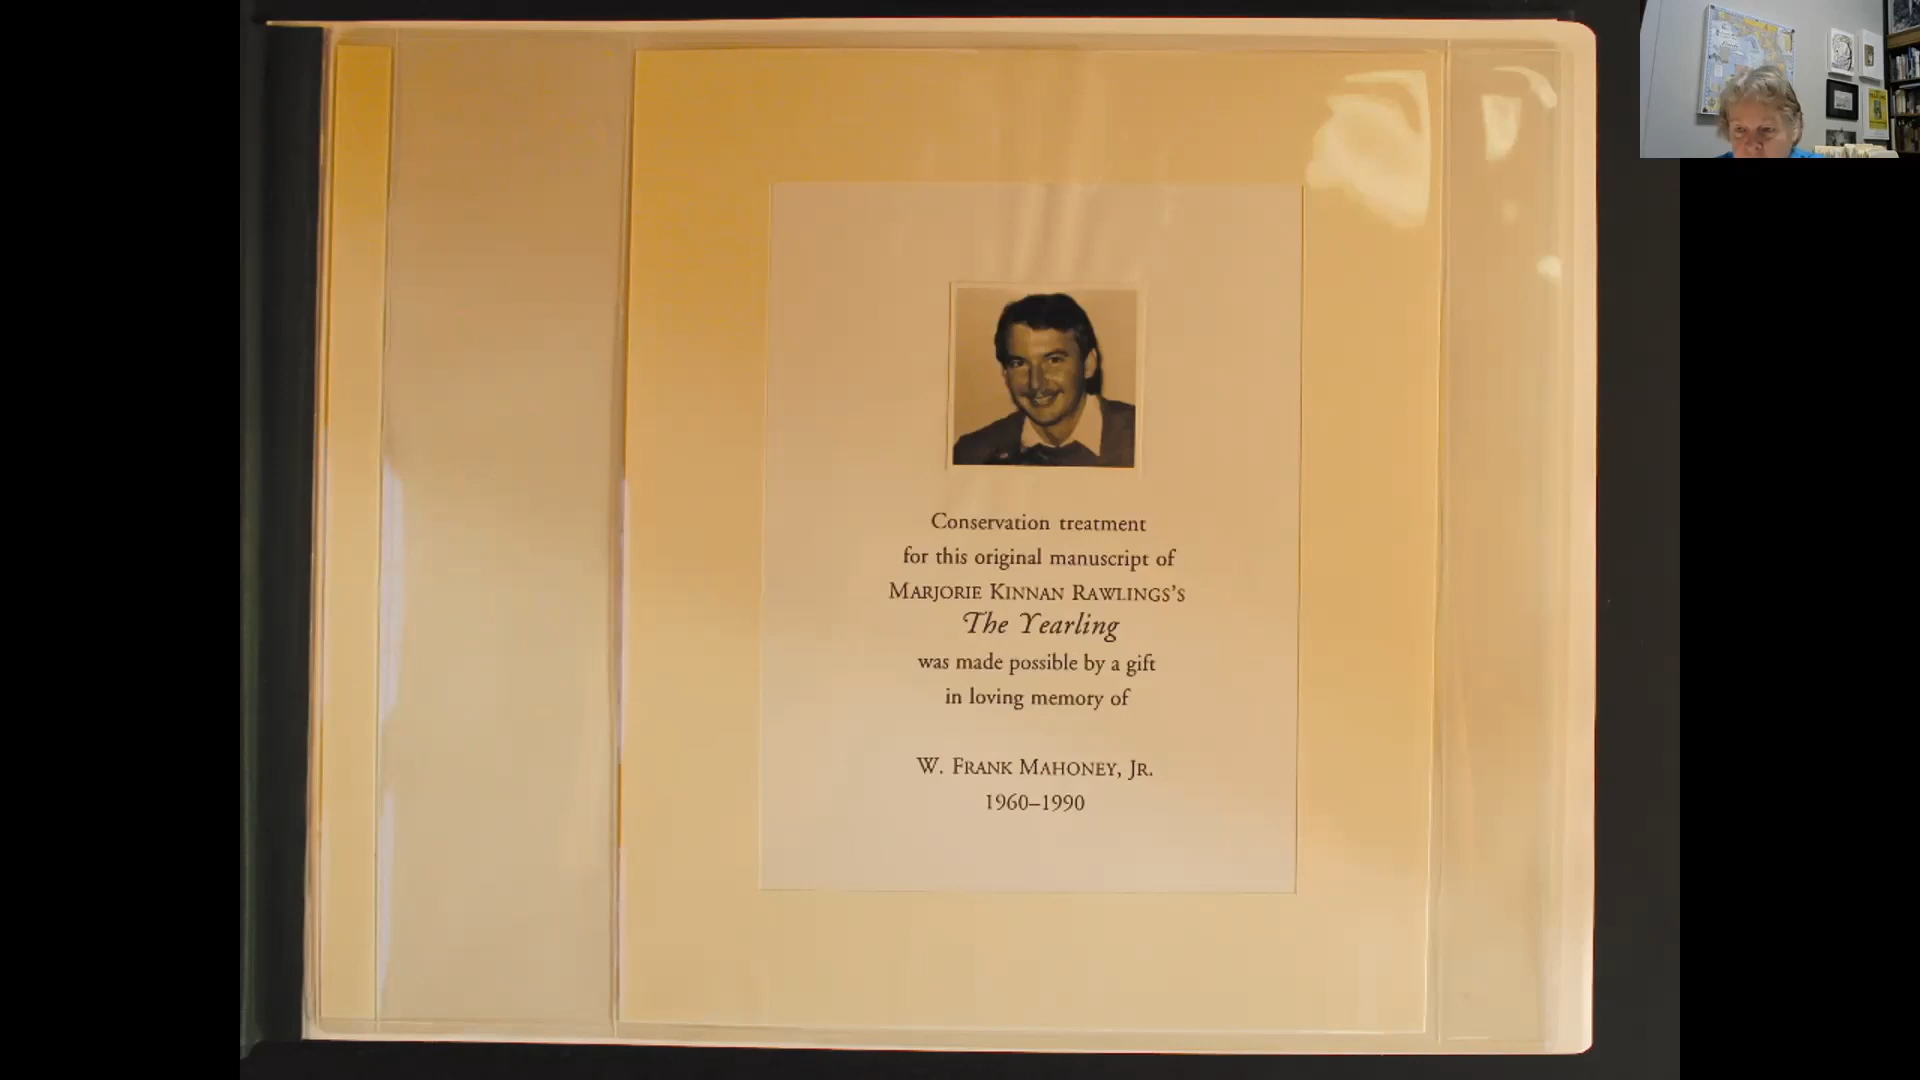 Conservation treatment
for this original manuscript of
MARJORIE KINNAN RAWLINGS'S
The Yearling
was made possible by a gift
in loving memory of
W. FRANK MAHONEY, JR.
1960–1990